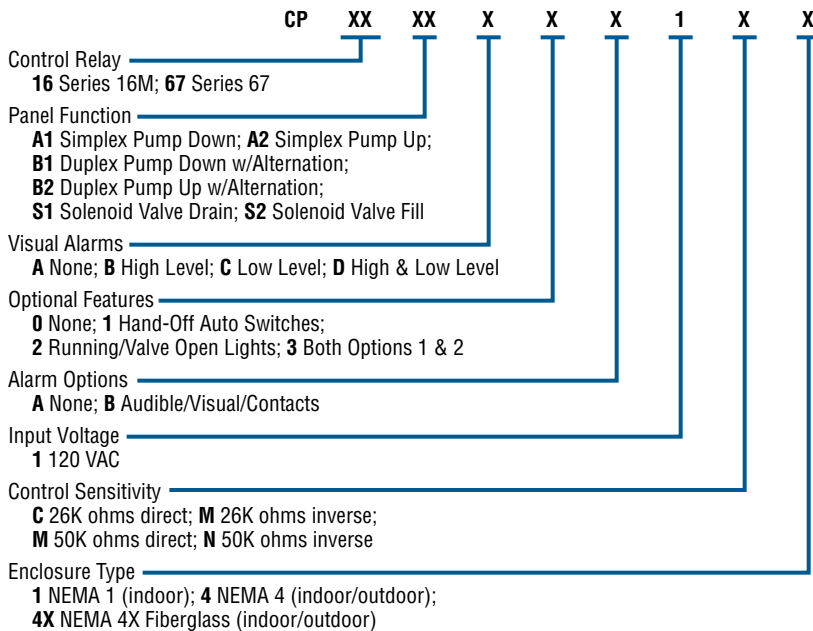 CP XX XX X X X 1 X X
Control Relay
16 Series 16M; 67 Series 67
Panel Function
A1 Simplex Pump Down; A2 Simplex Pump Up;
B1 Duplex Pump Down w/Alternation;
B2 Duplex Pump Up w/Alternation;
S1 Solenoid Valve Drain; S2 Solenoid Valve Fill
Visual Alarms
A None; B High Level; C Low Level; D High & Low Level
Optional Features
0 None; 1 Hand-Off Auto Switches;
2 Running/Valve Open Lights; 3 Both Options 1 & 2
Alarm Options
A None; B Audible/Visual/Contacts
Input Voltage
1 120 VAC
Control Sensitivity
C 26K ohms direct; M 26K ohms inverse;
M 50K ohms direct; N 50K ohms inverse
Enclosure Type
1 NEMA 1 (indoor); 4 NEMA 4 (indoor/outdoor);
4X NEMA 4X Fiberglass (indoor/outdoor)